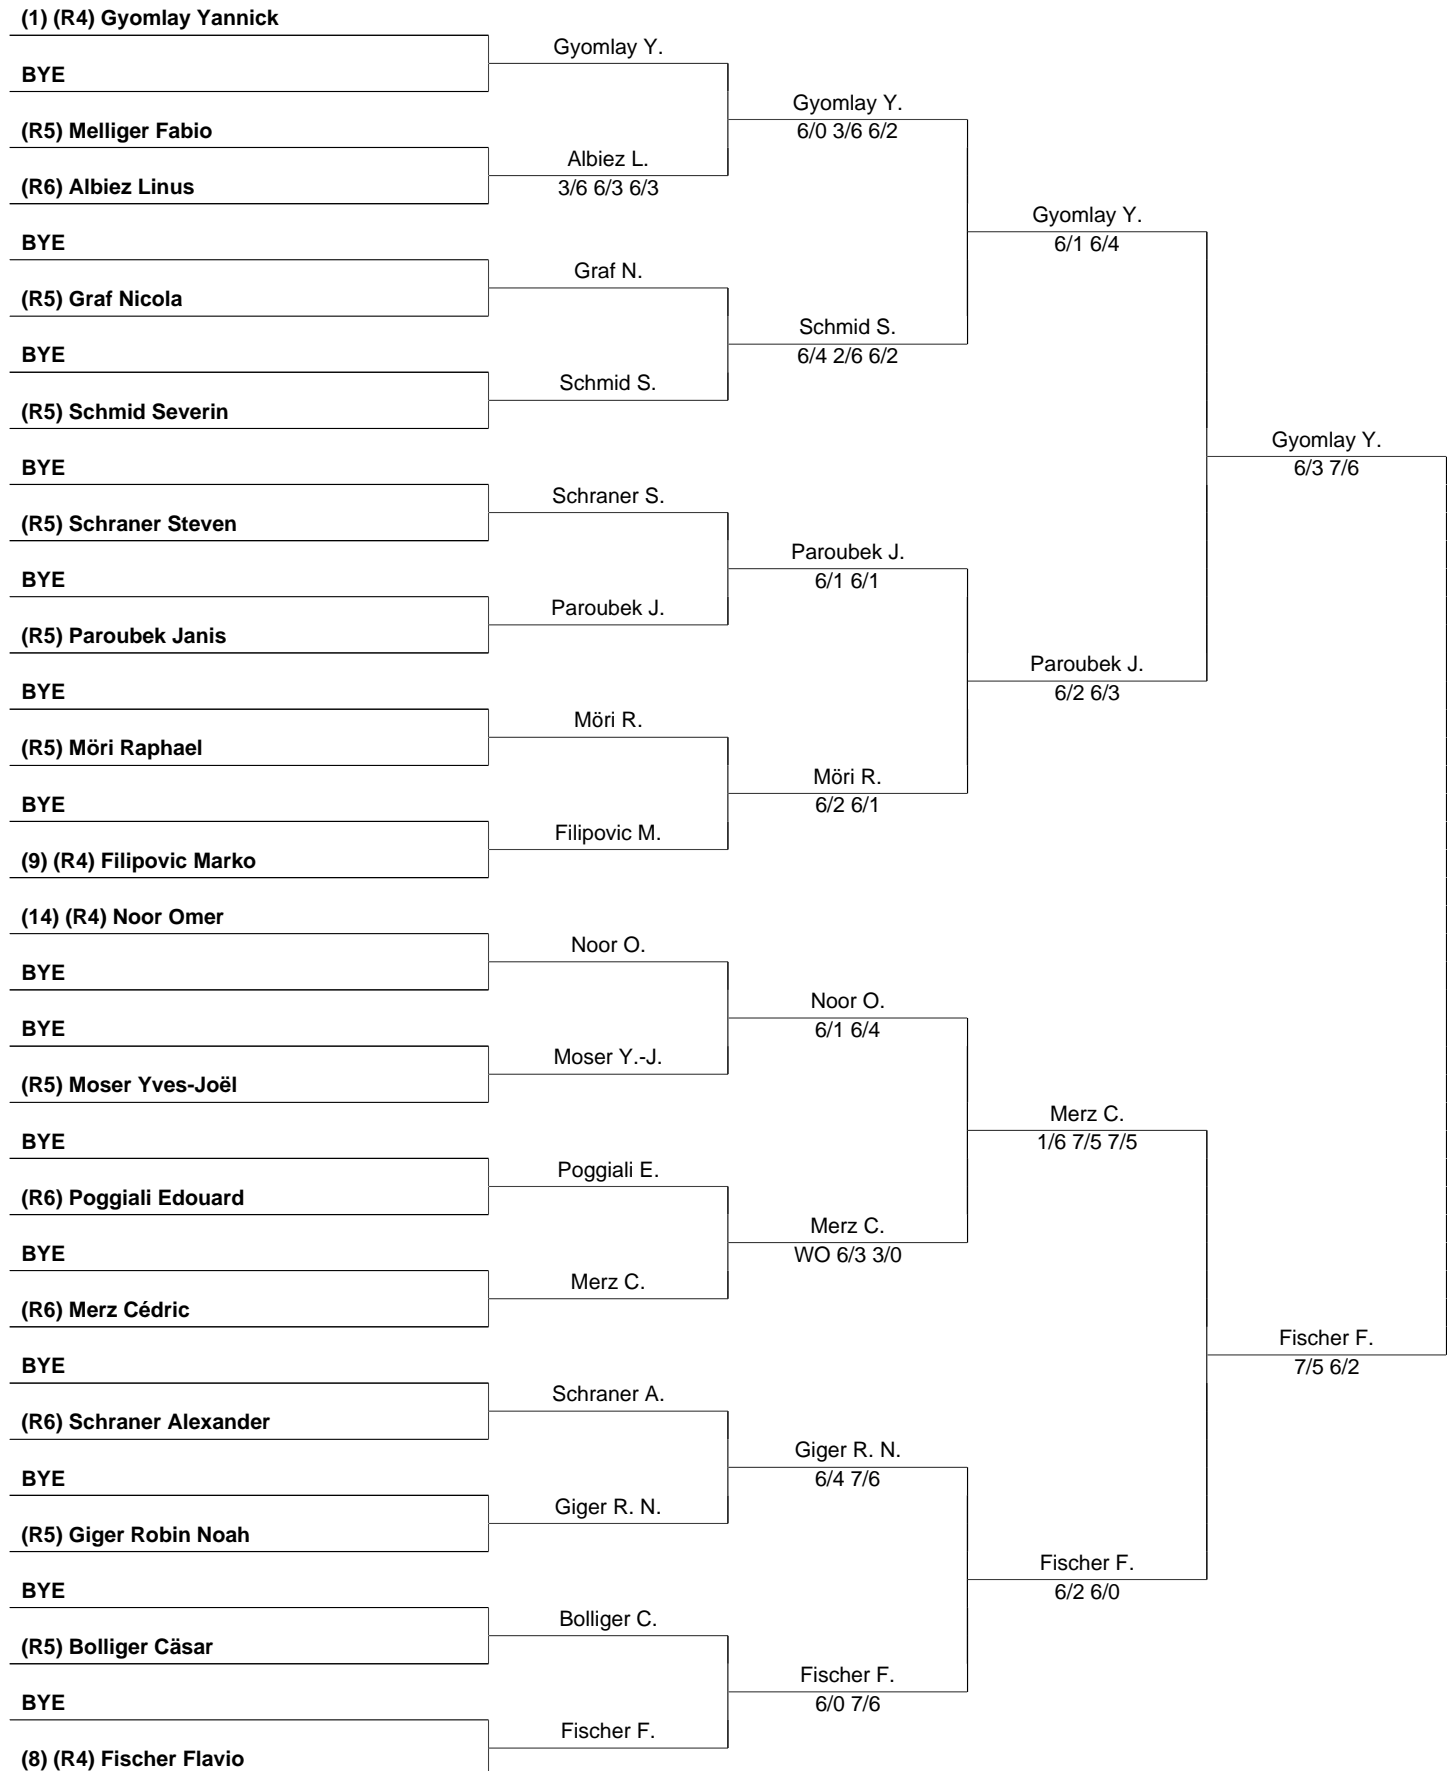 (1) (R4) Gyomlay Yannick
Gyomlay Y.
BYE
Gyomlay Y.
6/0 3/6 6/2
(R5) Melliger Fabio
Albiez L.
3/6 6/3 6/3
(R6) Albiez Linus
Gyomlay Y.
6/1 6/4
BYE
Graf N.
(R5) Graf Nicola
Schmid S.
6/4 2/6 6/2
BYE
Schmid S.
(R5) Schmid Severin
Gyomlay Y.
6/3 7/6
BYE
Schraner S.
(R5) Schraner Steven
Paroubek J.
6/1 6/1
BYE
Paroubek J.
(R5) Paroubek Janis
Paroubek J.
6/2 6/3
BYE
Möri R.
(R5) Möri Raphael
Möri R.
6/2 6/1
BYE
Filipovic M.
(9) (R4) Filipovic Marko
(14) (R4) Noor Omer
Noor O.
BYE
Noor O.
6/1 6/4
BYE
Moser Y.-J.
(R5) Moser Yves-Joël
Merz C.
1/6 7/5 7/5
BYE
Poggiali E.
(R6) Poggiali Edouard
Merz C.
WO 6/3 3/0
BYE
Merz C.
(R6) Merz Cédric
Fischer F.
7/5 6/2
BYE
Schraner A.
(R6) Schraner Alexander
Giger R. N.
6/4 7/6
BYE
Giger R. N.
(R5) Giger Robin Noah
Fischer F.
6/2 6/0
BYE
Bolliger C.
(R5) Bolliger Cäsar
Fischer F.
6/0 7/6
BYE
Fischer F.
(8) (R4) Fischer Flavio